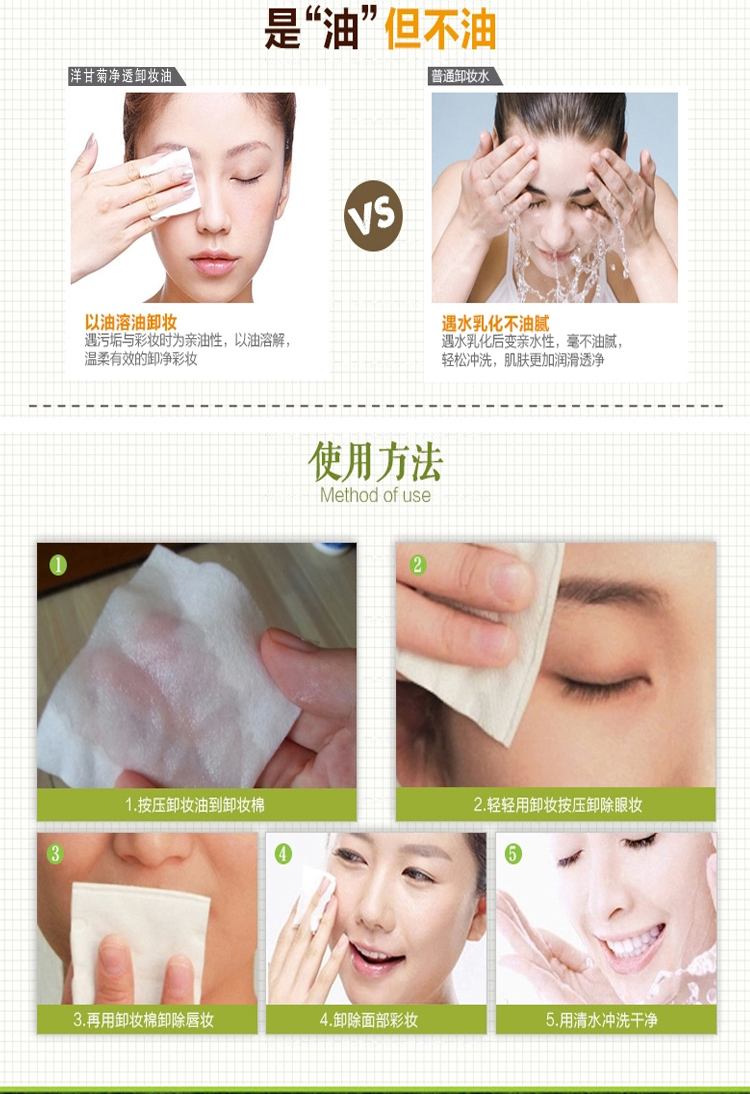 是“油”但不油
洋甘菊净透卸妆油
普通卸妆水
VS
以油溶油卸妆
遇污垢与彩妆时为亲油性，以油溶解，
温柔有效的卸净彩妆
遇水乳化不油腻
遇水乳化后变亲水性，毫不油腻，
轻松冲洗，肌肤更加润滑透净
使用方法
Method of use
1
2
1.按压卸妆油到卸妆棉
2.轻轻用卸妆按压卸除眼妆
3
4
5
3.再用卸妆棉卸除唇妆
4.卸除面部彩妆
5.用清水冲洗干净